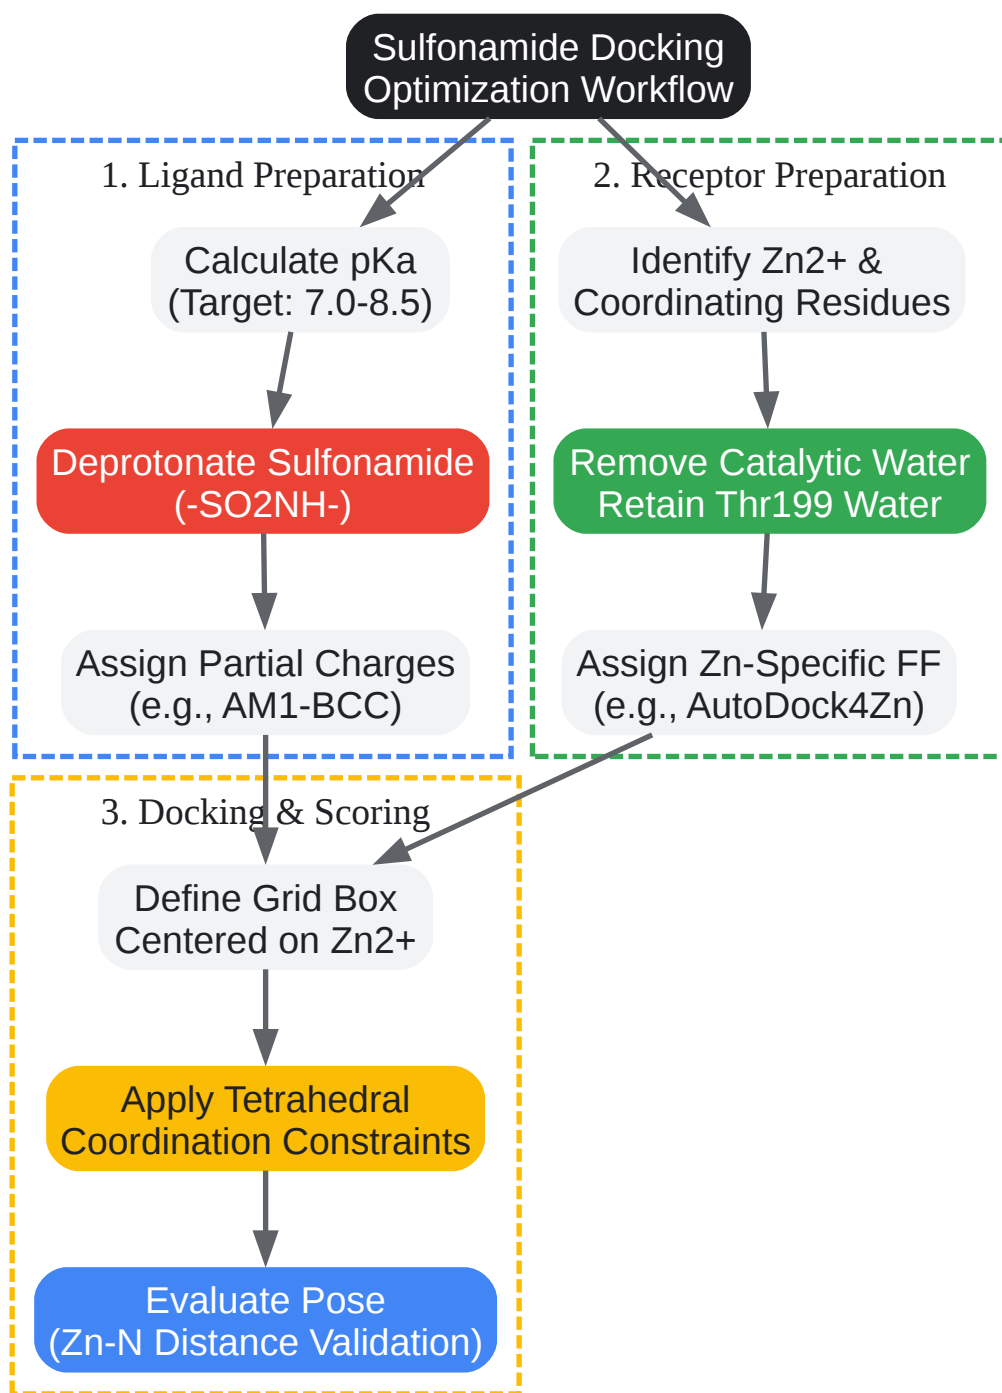 Sulfonamide Docking
Optimization Workflow
1. Ligand Preparation
Calculate pKa
(Target: 7.0-8.5)
Deprotonate Sulfonamide
(-SO2NH-)
Assign Partial Charges
(e.g., AM1-BCC)
2. Receptor Preparation
Identify Zn2+ &
Coordinating Residues
Remove Catalytic Water
Retain Thr199 Water
Assign Zn-Specific FF
(e.g., AutoDock4Zn)
3. Docking & Scoring
Define Grid Box
Centered on Zn2+
Apply Tetrahedral
Coordination Constraints
Evaluate Pose
(Zn-N Distance Validation)